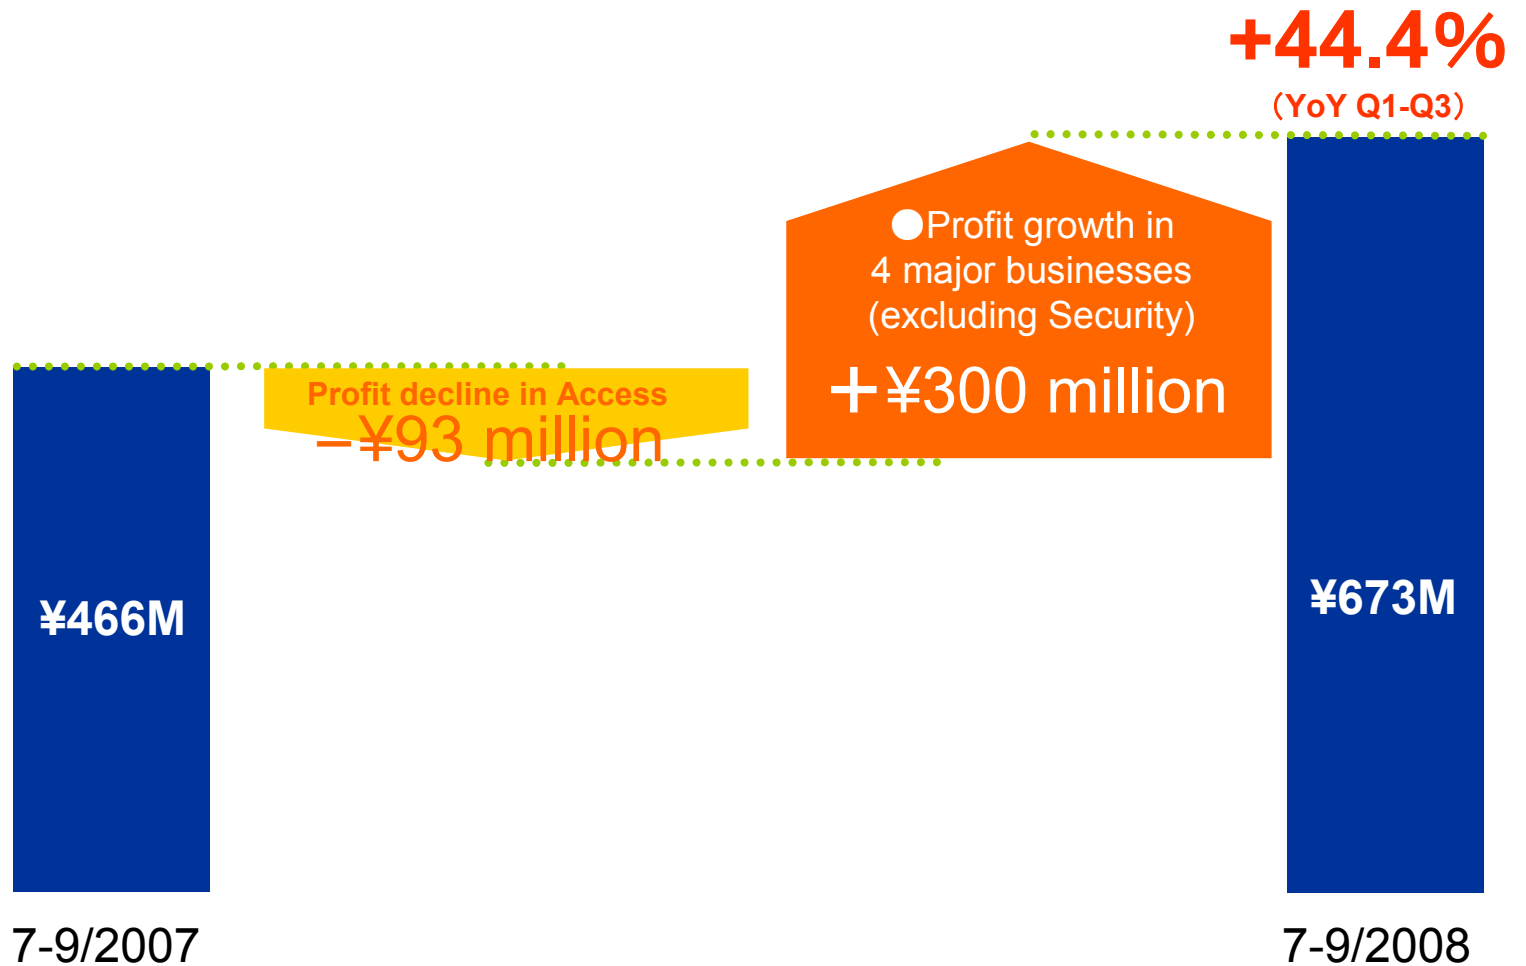 +44.4%
（YoY Q1-Q3）
●Profit growth in
4 major businesses
(excluding Security)
+¥300 million
Profit decline in Access
−¥93 million
¥466M
¥673M
7-9/2007
7-9/2008